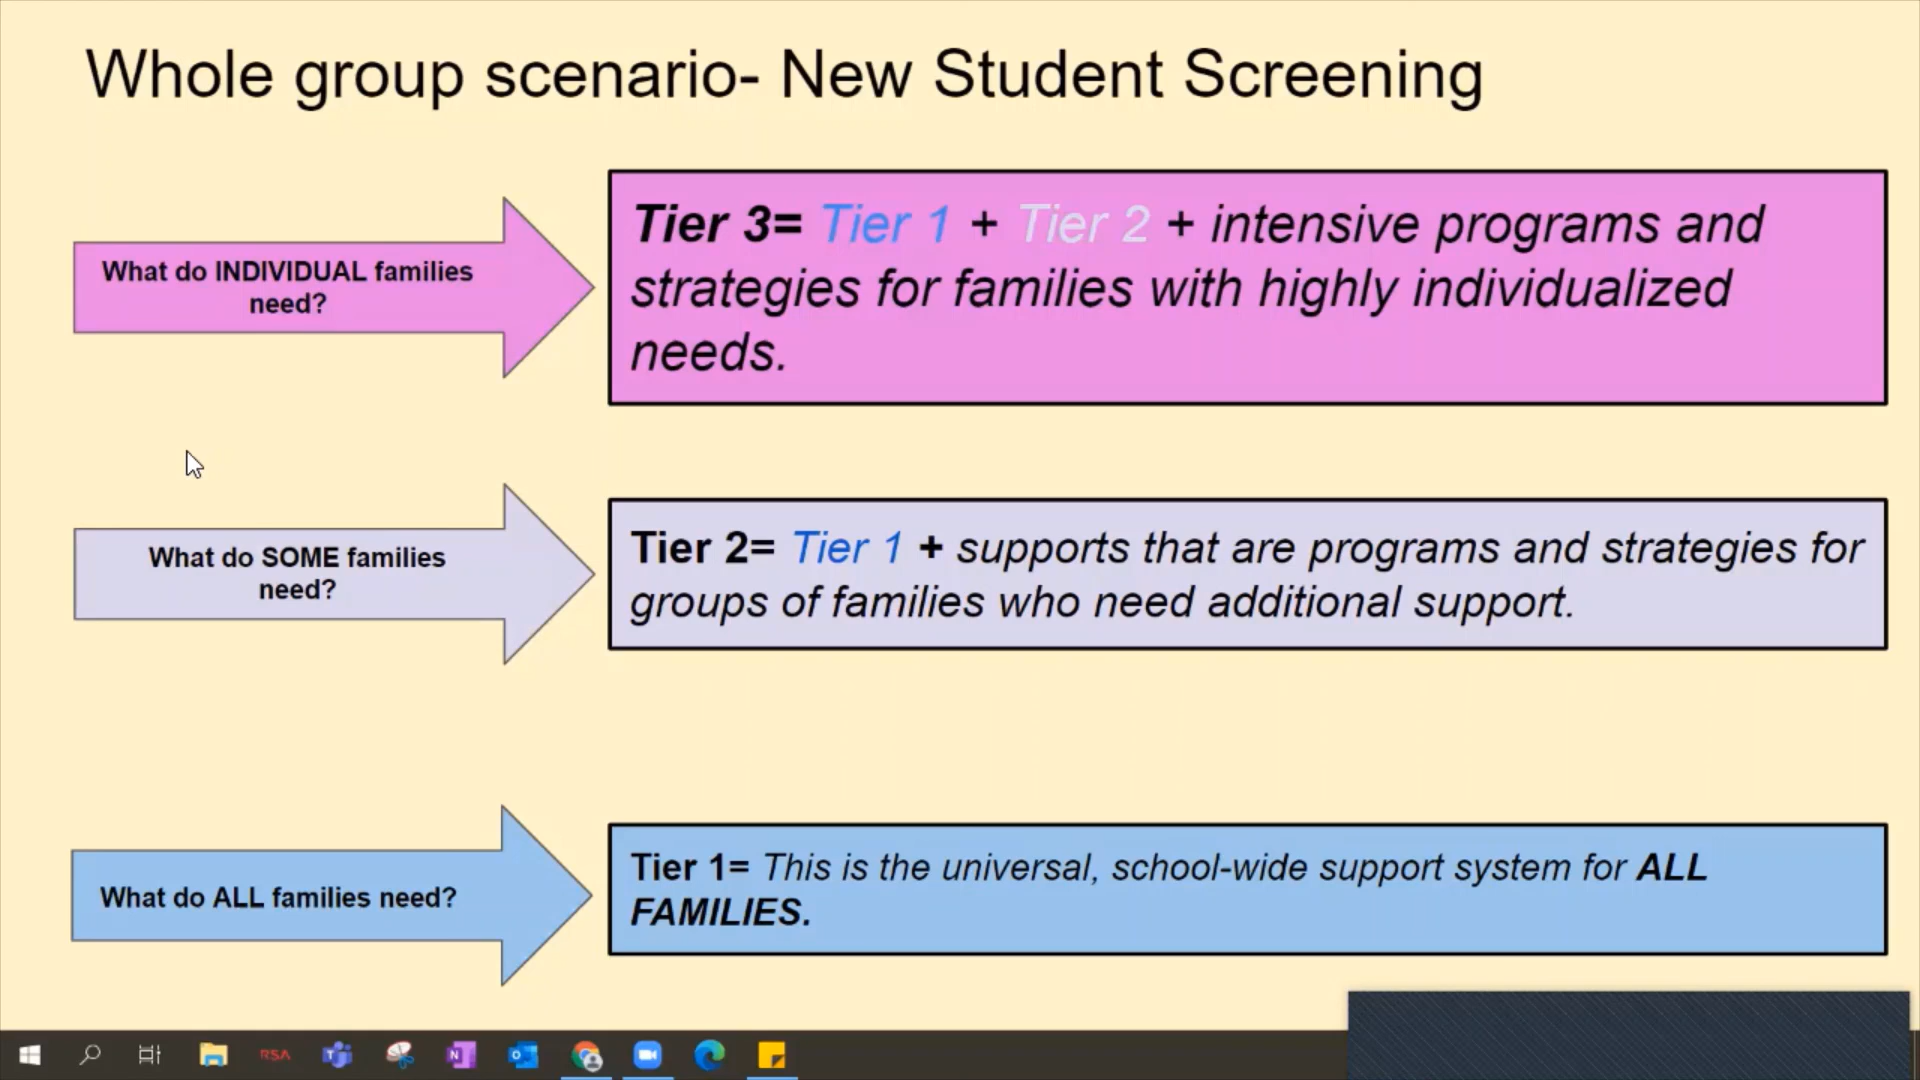 Whole group scenario- New Student Screening
What do INDIVIDUAL families
need?
Tier 3= Tier 1 + Tier 2 + intensive programs and
strategies for families with highly individualized
needs.
What do SOME families
need?
Tier 2= Tier 1 + supports that are programs and strategies for
groups of families who need additional support.
What do ALL families need?
Tier 1= This is the universal, school-wide support system for ALL
FAMILIES.
RSA